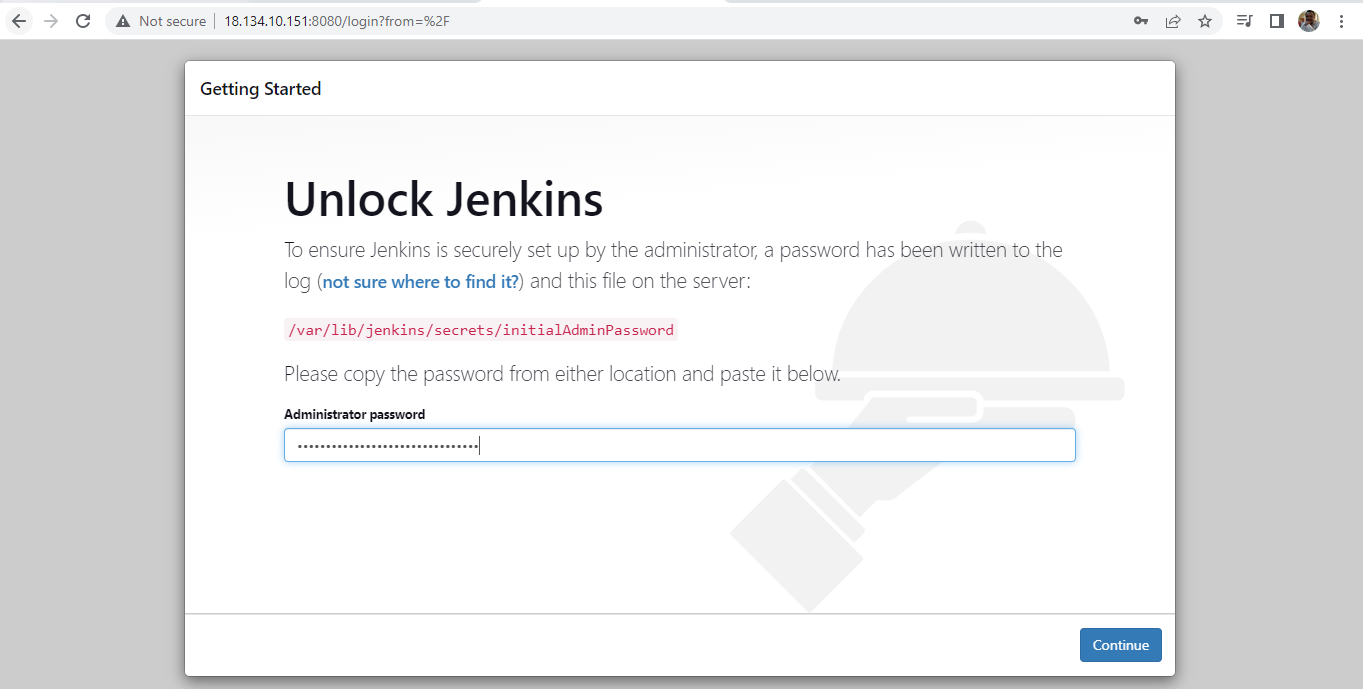 Not secure | 18.134.10.151:8080/login?from=%2F
Getting Started
Unlock Jenkins
To ensure Jenkins is securely set up by the administrator, a password has been written to the
log (not sure where to find it?) and this file on the server:
/var/lib/jenkins/secrets/initialAdminPassword
Please copy the password from either location and paste it below.
Administrator password
••••••••••••••••••••••••••••••••
Continue